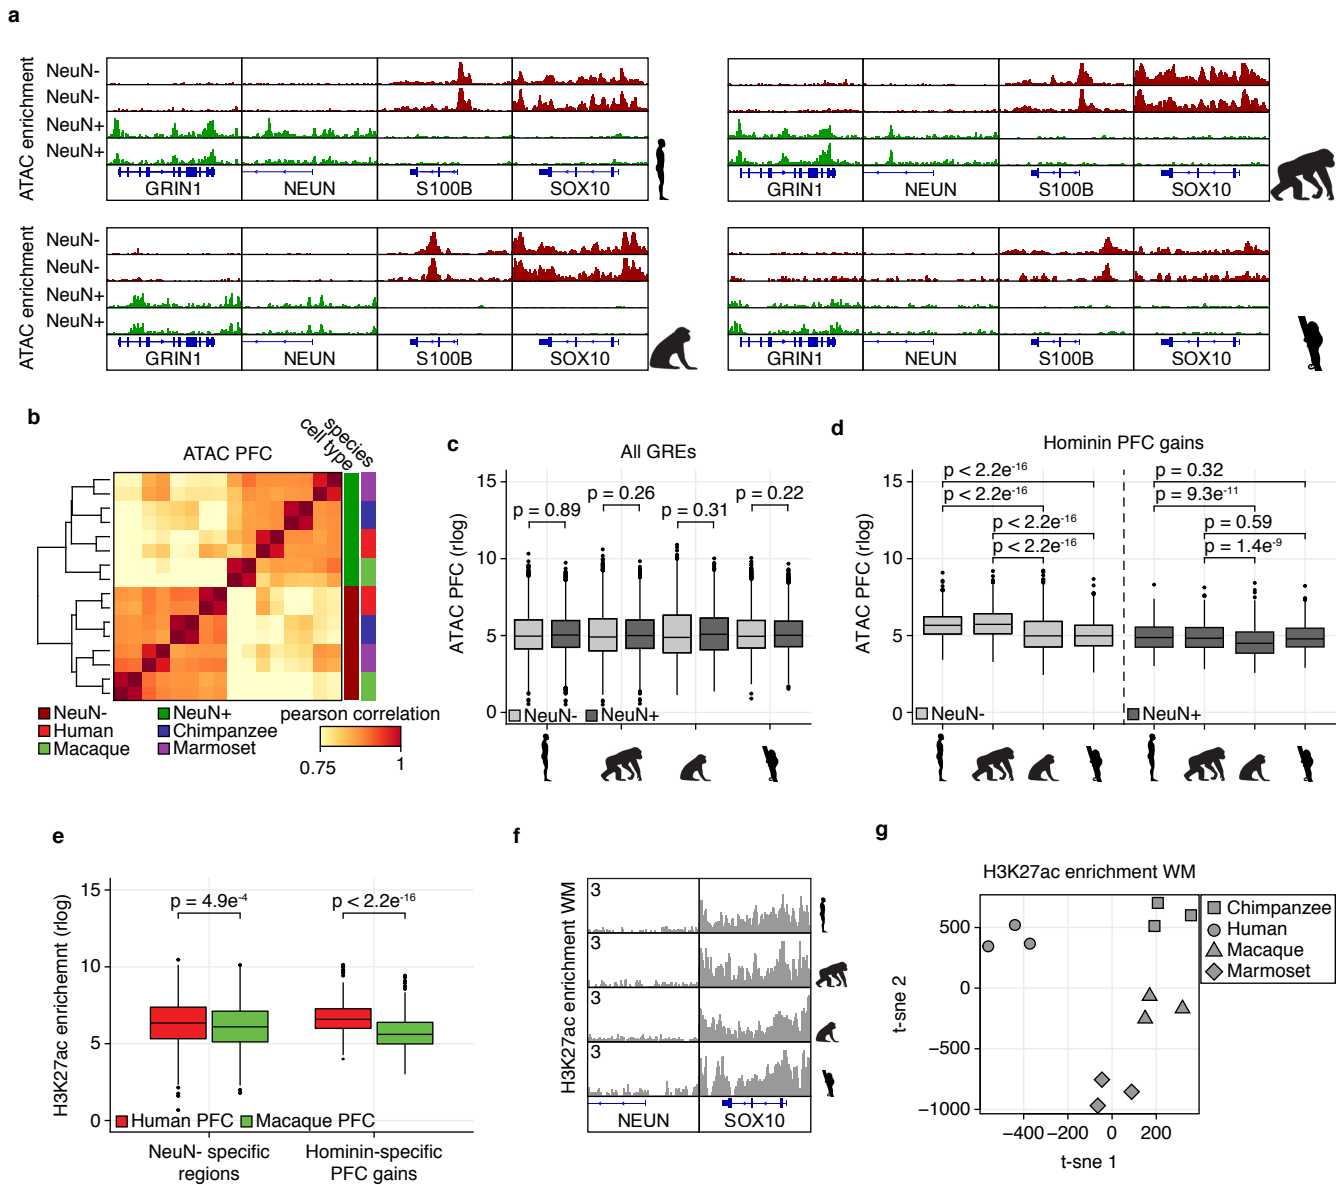 a
ATAC enrichment
NeuN-
NeuN-
NeuN+
NeuN+
GRIN1 NEUN S100B SOX10
GRIN1 NEUN S100B SOX10
ATAC enrichment
NeuN-
NeuN-
NeuN+
NeuN+
GRIN1 NEUN S100B SOX10
GRIN1 NEUN S100B SOX10
b
ATAC PFC
species
cell type
NeuN- NeuN+
Human Chimpanzee
Macaque Marmoset
pearson correlation
0.75 1
c
All GREs
ATAC PFC (rlog)
15
10
5
0
p = 0.89
p = 0.26
p = 0.31
p = 0.22
NeuN- NeuN+
d
Hominin PFC gains
ATAC PFC (rlog)
15
10
5
0
p < 2.2e-16
p < 2.2e-16
p < 2.2e-16
p < 2.2e-16
p = 0.32
p = 9.3e-11
p = 0.59
p = 1.4e-9
NeuN- NeuN+
e
H3K27ac enrichemnt (rlog)
15
10
5
0
p = 4.9e-4
p < 2.2e-16
Human PFC Macaque PFC
NeuN- specific
regions
Hominin-specific
PFC gains
f
H3K27ac enrichment WM
3
3
3
3
NEUN SOX10
g
H3K27ac enrichment WM
t-sne 2
500
0
−500
−1000
−400 −200 0 200
t-sne 1
Chimpanzee
Human
Macaque
Marmoset